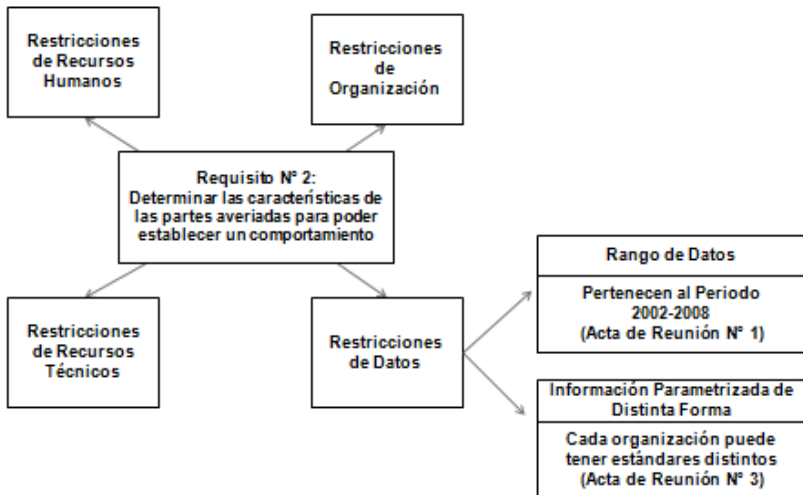 Restricciones
de Recursos
Humanos
Restricciones
de
Organización
Requisito N° 2:
Determinar las características de
las partes averiadas para poder
establecer un comportamiento
Restricciones
de Recursos
Técnicos
Restricciones
de Datos
Rango de Datos
Pertenecen al Periodo
2002-2008
(Acta de Reunión N° 1)
Información Parametrizada de
Distinta Forma
Cada organización puede
tener estándares distintos
(Acta de Reunión N° 3)